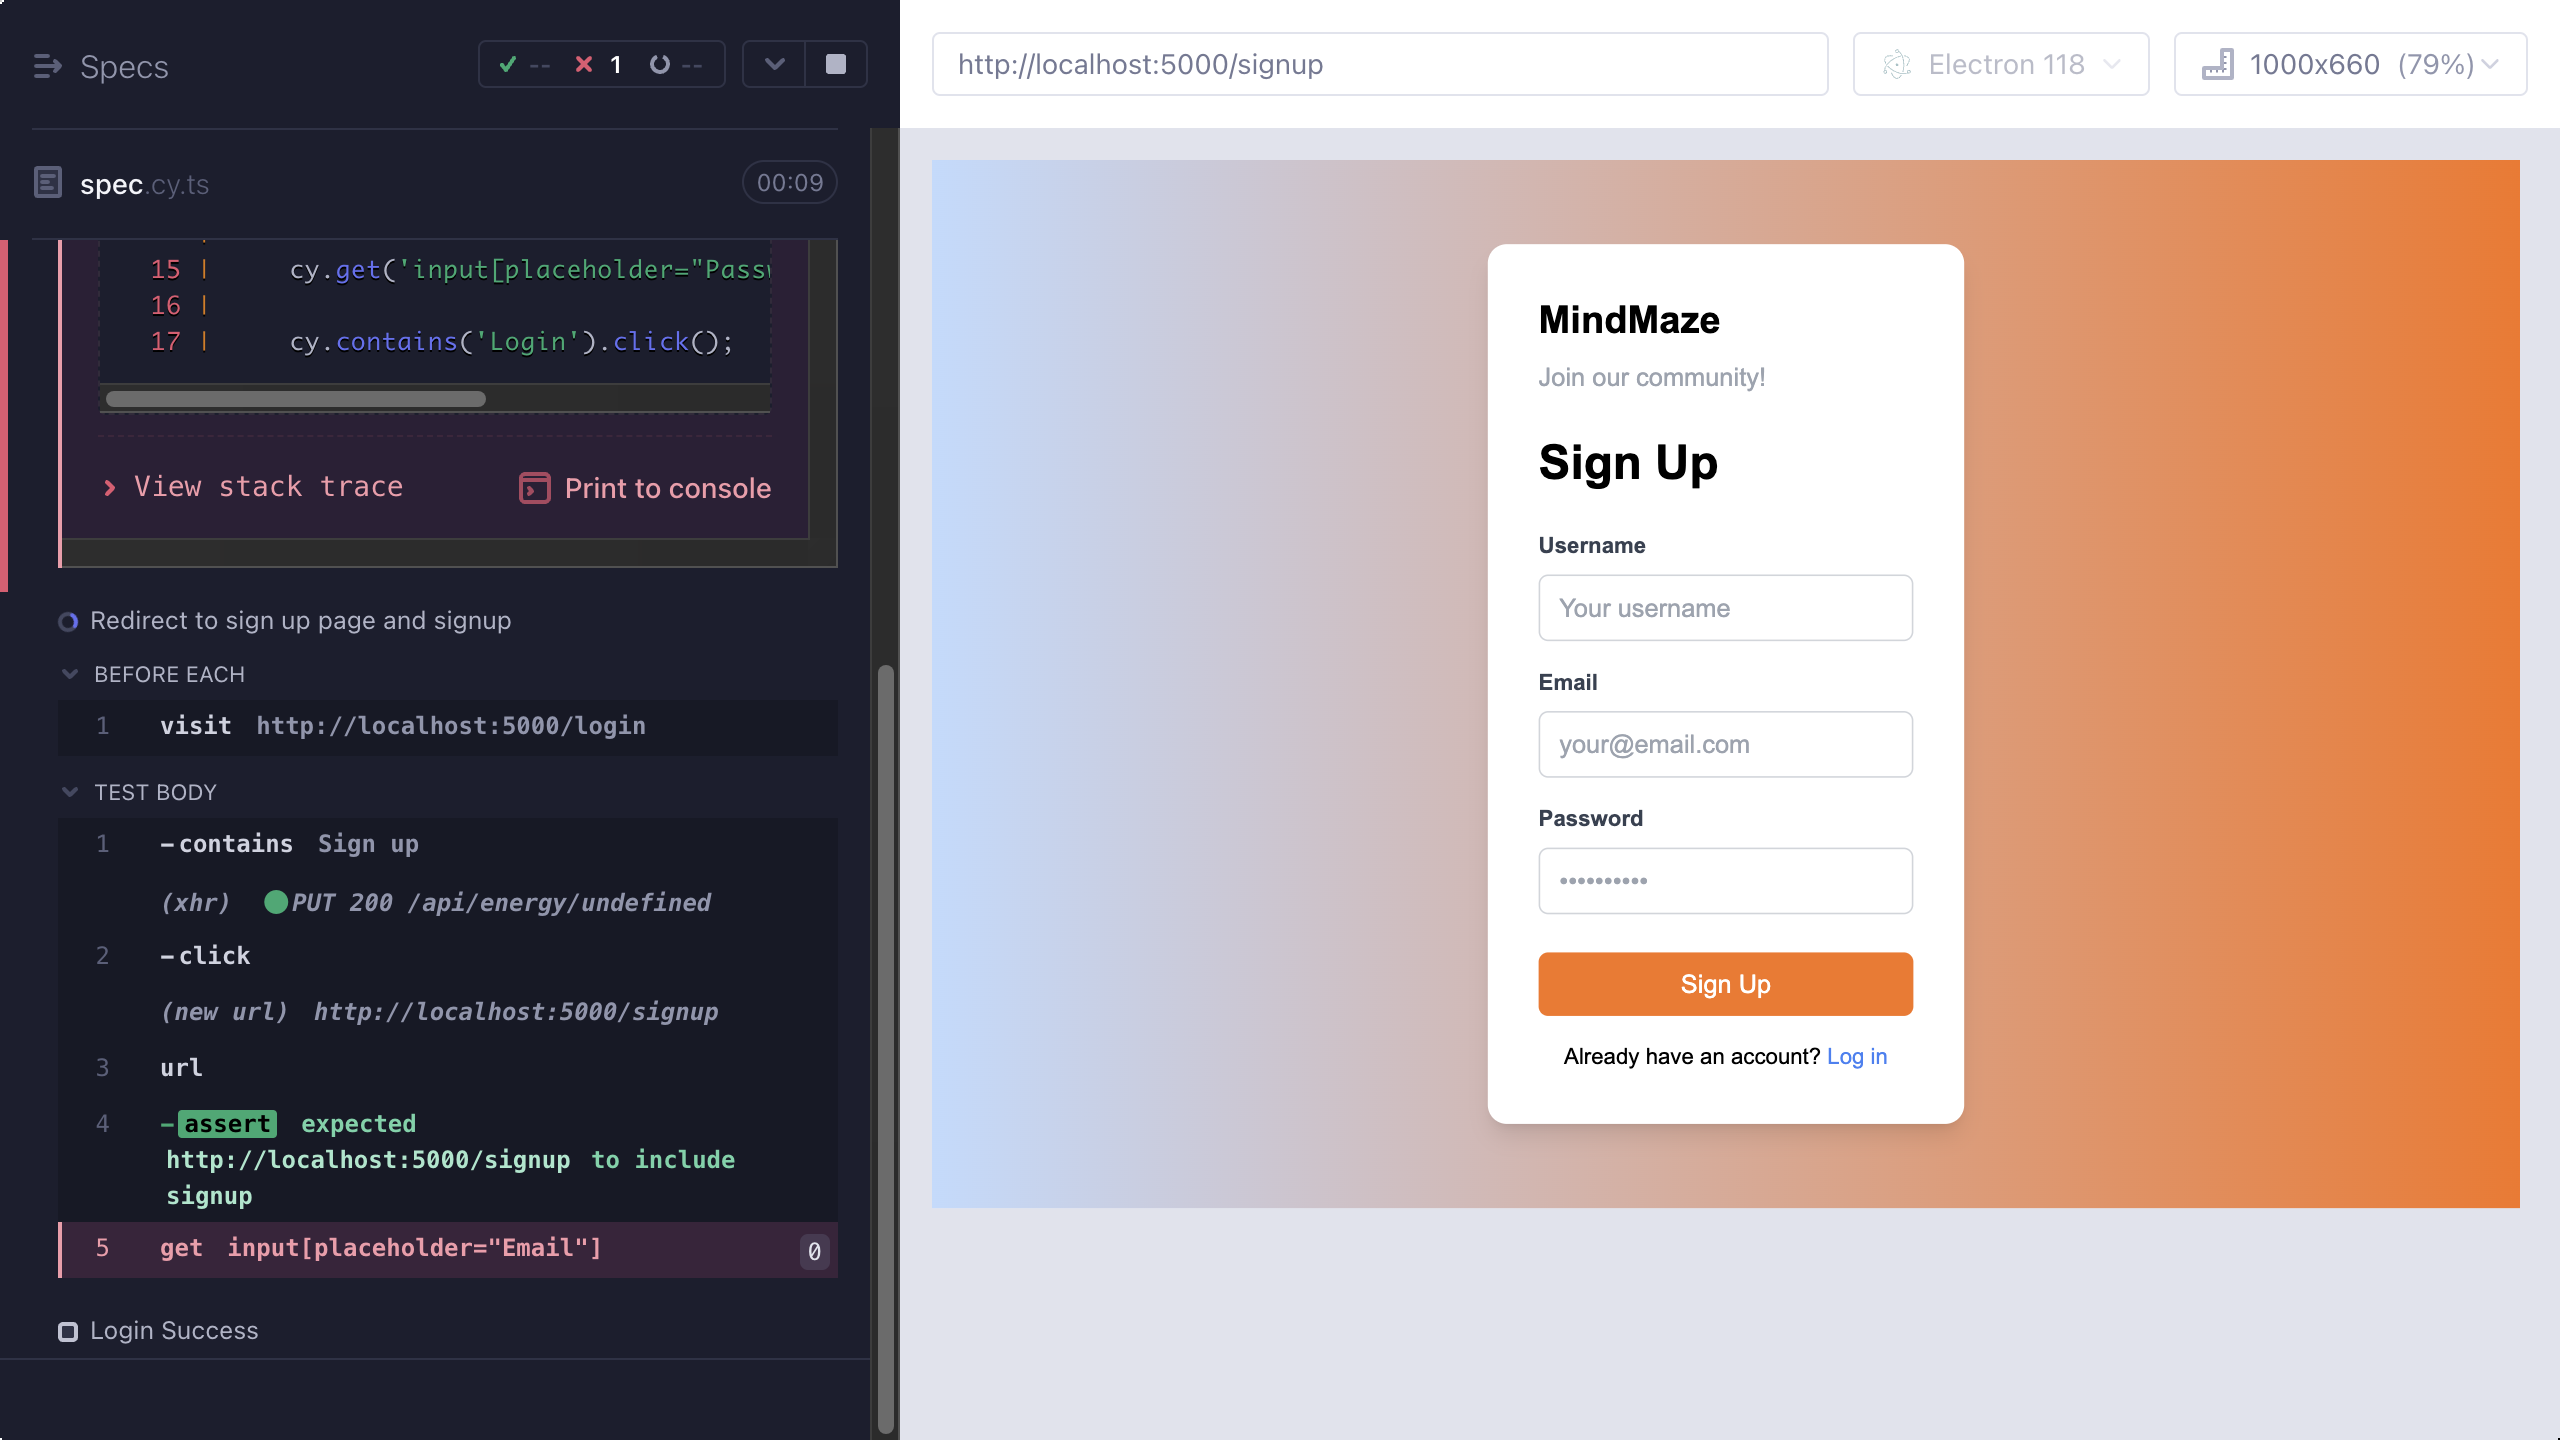 Specs
-- 1 --
spec.cy.ts
00:09
15 | cy.get('input[placeholder="Passw
16 |
17 | cy.contains('Login').click();
View stack trace
Print to console
Redirect to sign up page and signup
BEFORE EACH
1 visit http://localhost:5000/login
TEST BODY
1 -contains Sign up
(xhr) PUT 200 /api/energy/undefined
2 -click
(new url) http://localhost:5000/signup
3 url
4 -assert expected
http://localhost:5000/signup to include
signup
5 get input[placeholder="Email"] 0
Login Success
http://localhost:5000/signup
Electron 118
1000x660 (79%)
MindMaze
Join our community!
Sign Up
Username
Your username
Email
your@email.com
Password
••••••••••
Sign Up
Already have an account? Log in